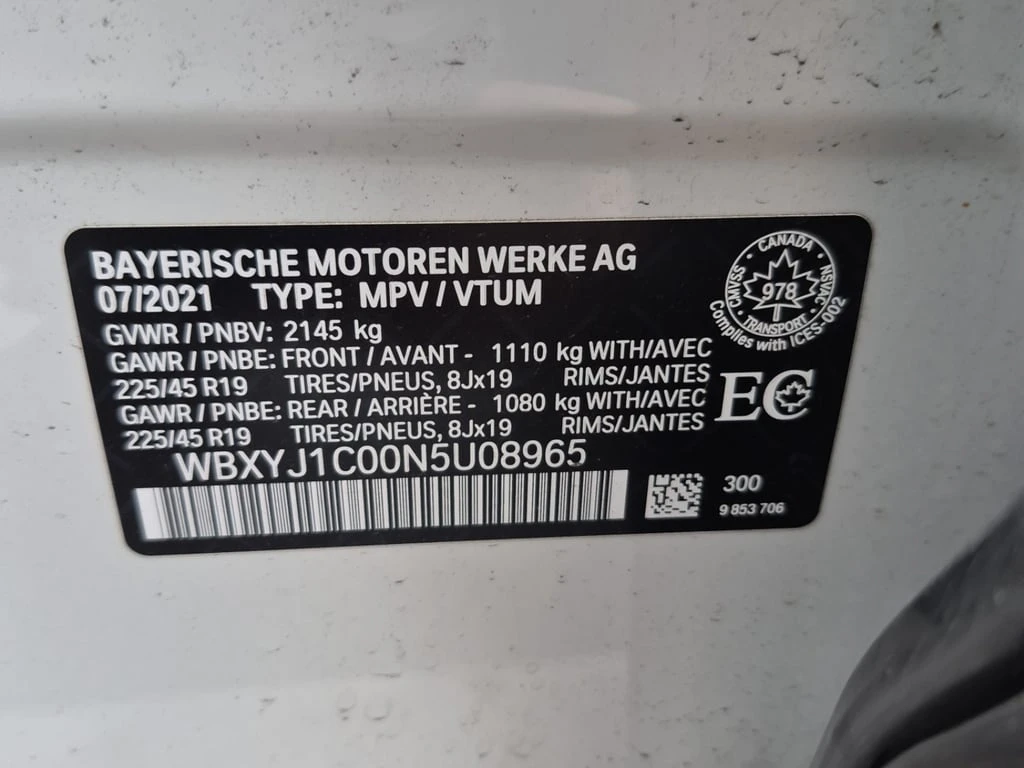 BAYERISCHE MOTOREN WERKE AG
07/2021 TYPE: MPV / VTUM
GVWR / PNBV: 2145 kg
GAWR / PNBE: FRONT / AVANT - 1110 kg WITH/AVEC
225/45 R19 TIRES/PNEUS, 8Jx19 RIMS/JANTES
GAWR / PNBE: REAR / ARRIÈRE - 1080 kg WITH/AVEC
225/45 R19 TIRES/PNEUS, 8Jx19 RIMS/JANTES
WBXYJ1C00N5U08965
CANADA
CMVSS
NSVAC
978
TRANSPORT
Complies with ICES-002
EC
300
9 853 706